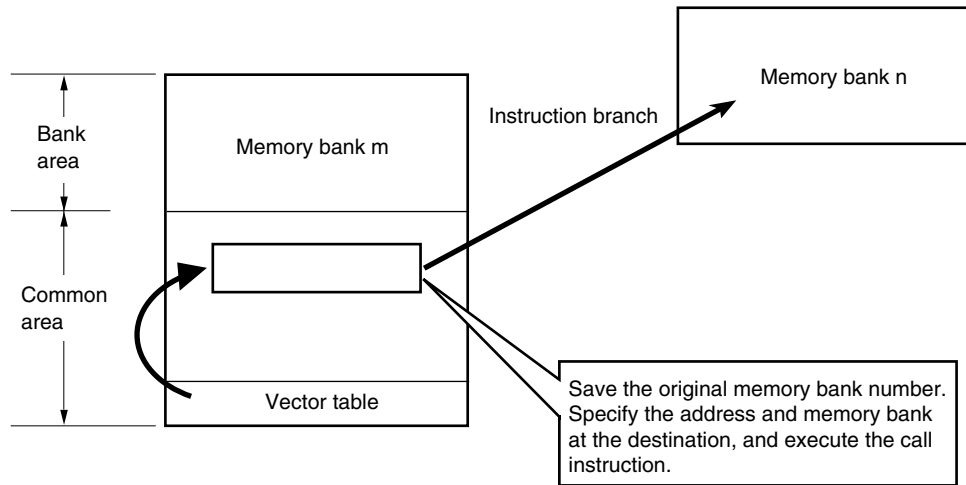 Memory bank n
Instruction branch
Bank
area
Memory bank m
Common
area
Vector table
Save the original memory bank number.
Specify the address and memory bank
at the destination, and execute the call
instruction.